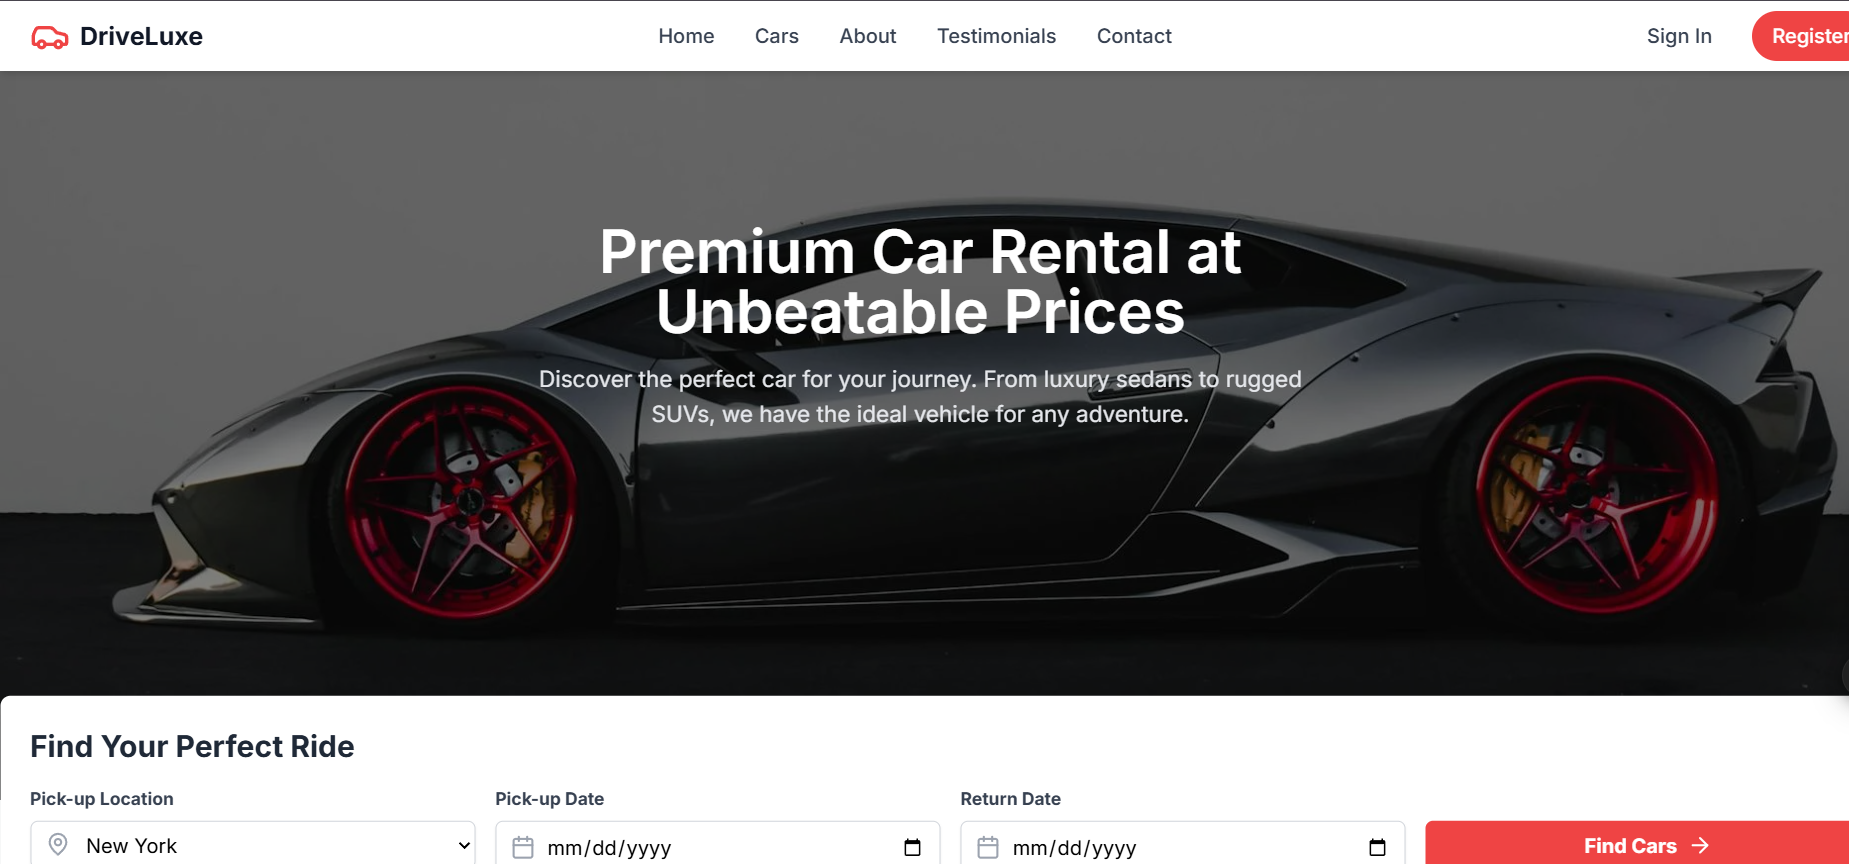 DriveLuxe
Home
Cars
About
Testimonials
Contact
Sign In
Register
Premium Car Rental at
Unbeatable Prices
Discover the perfect car for your journey. From luxury sedans to rugged
SUVs, we have the ideal vehicle for any adventure.
Find Your Perfect Ride
Pick-up Location
New York
Pick-up Date
mm/dd/yyyy
Return Date
mm/dd/yyyy
Find Cars